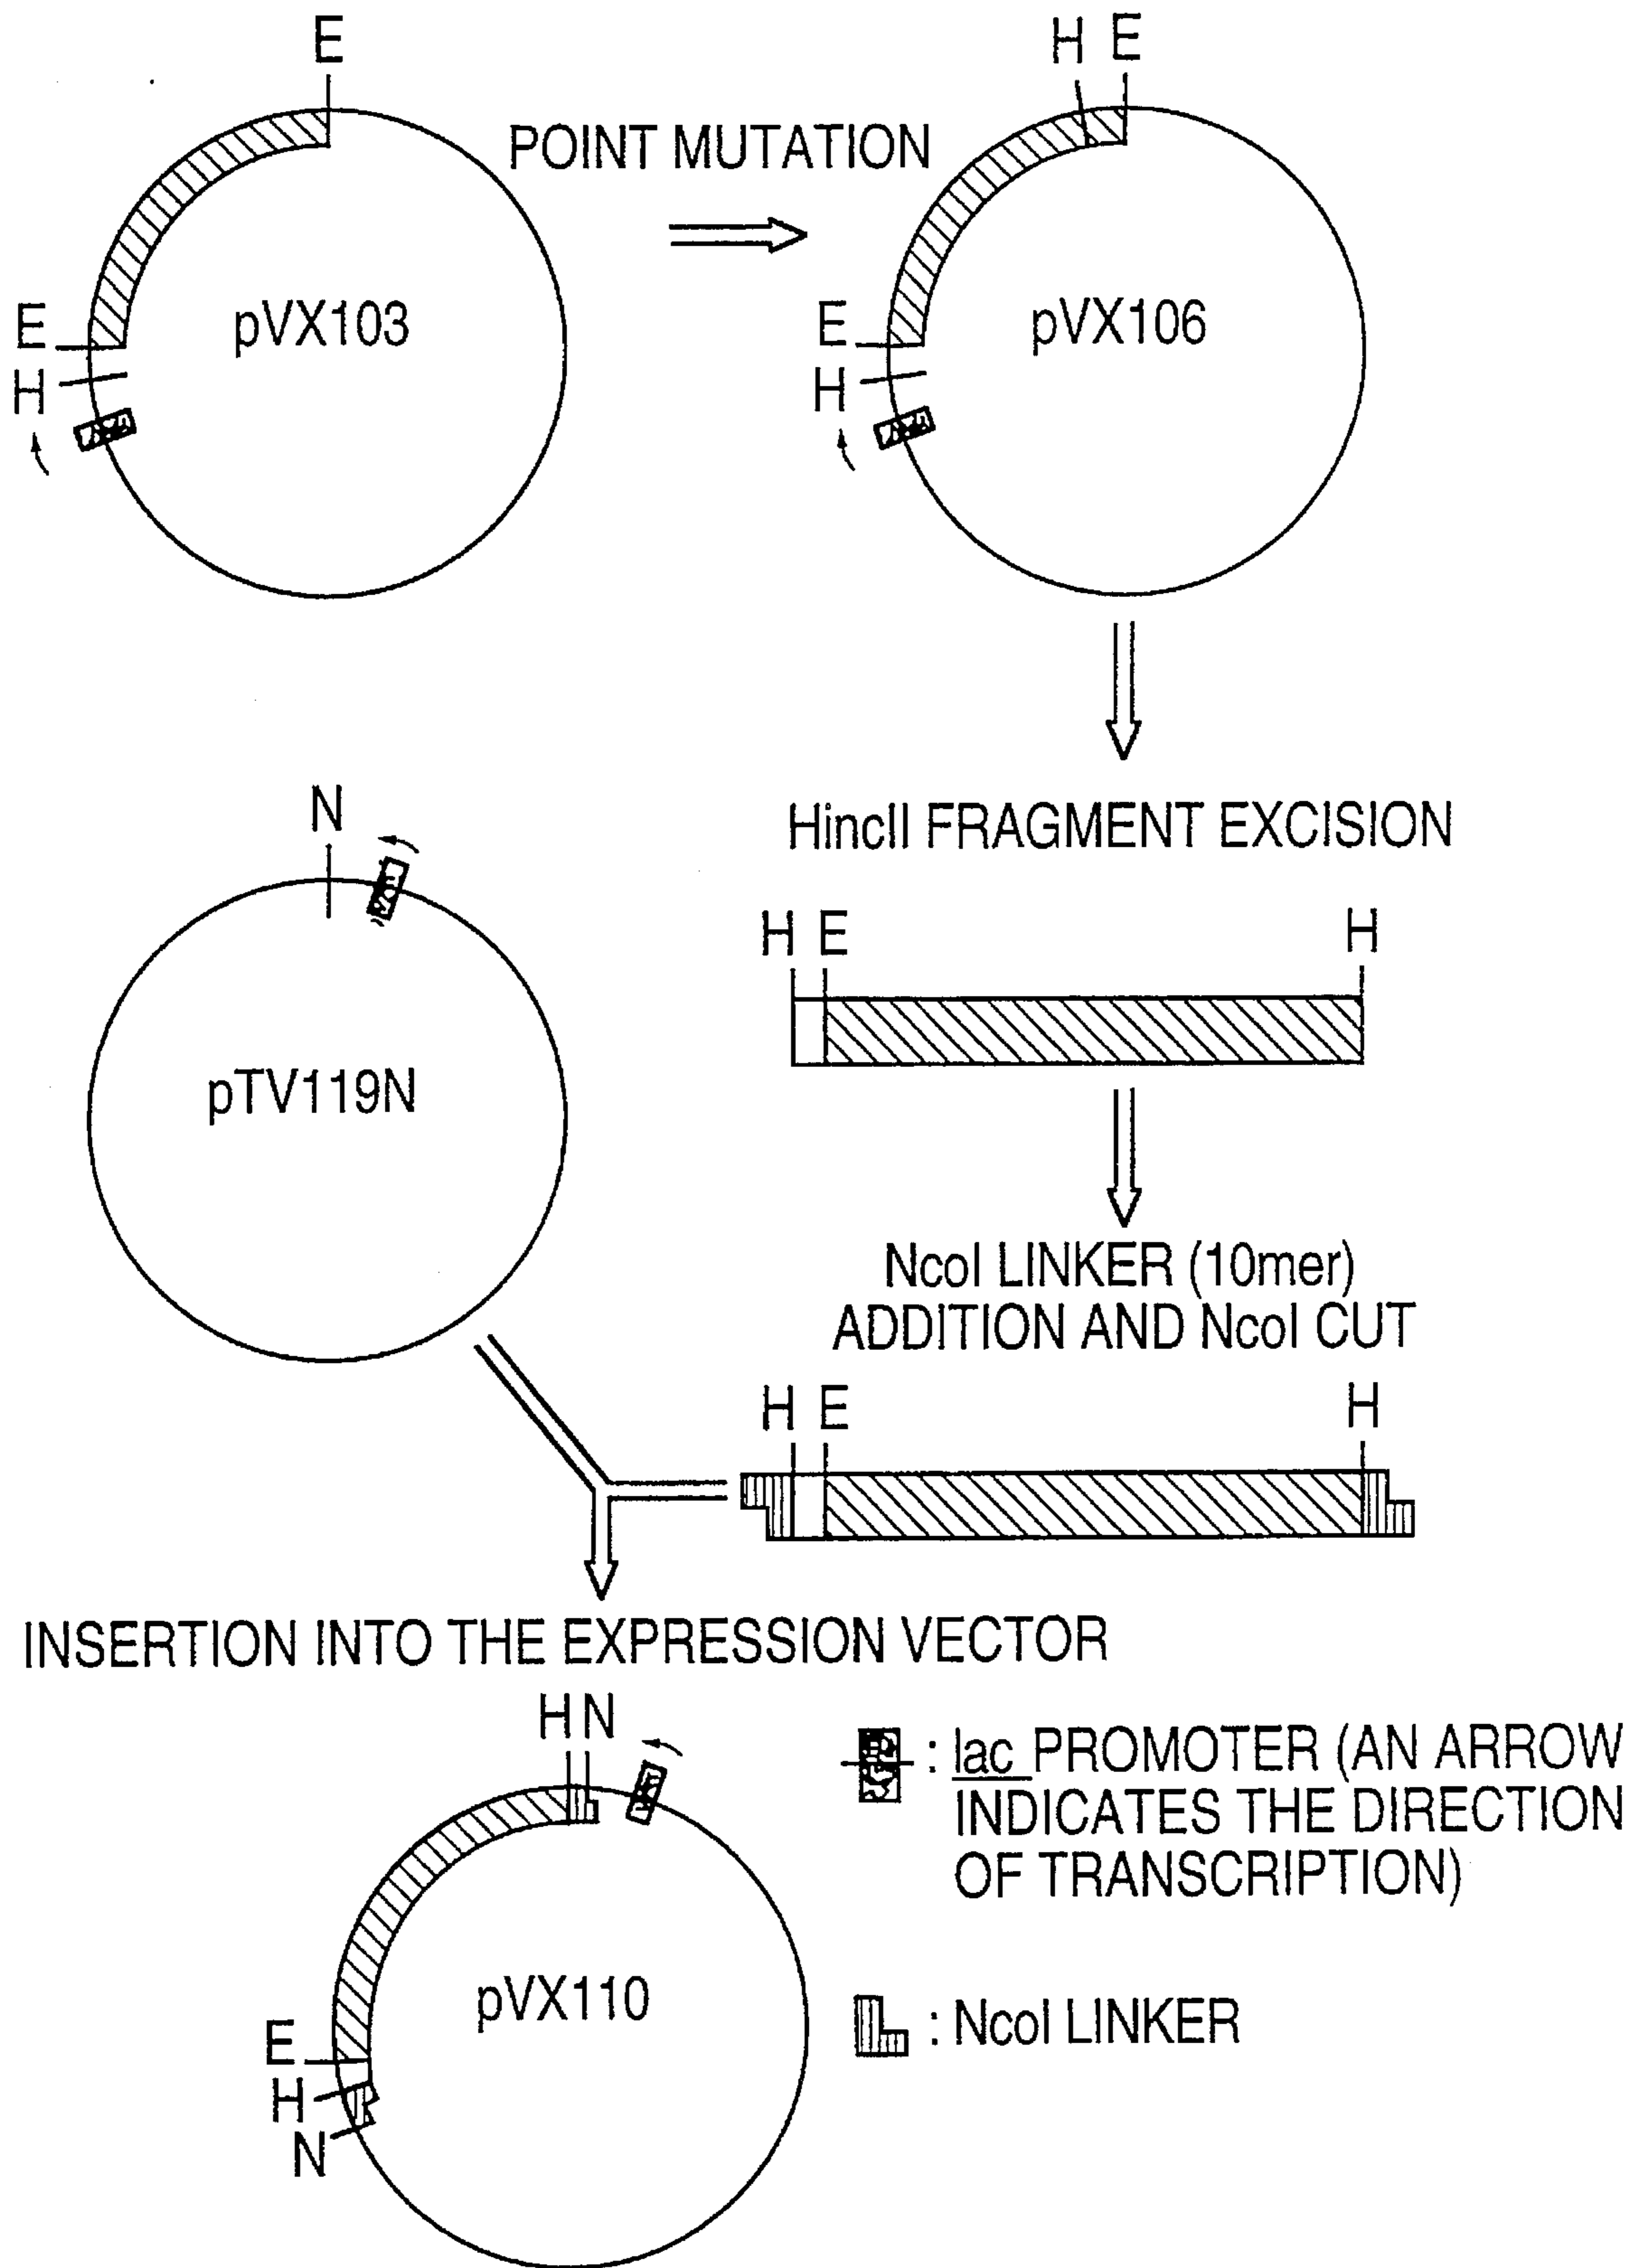 E
H E
POINT MUTATION
pVX103
pVX106
E
H
E
H
HincII FRAGMENT EXCISION
N
H E
H
pTV119N
NcoI LINKER (10mer)
ADDITION AND NcoI CUT
H E
H
INSERTION INTO THE EXPRESSION VECTOR
H N
: lac PROMOTER (AN ARROW
INDICATES THE DIRECTION
OF TRANSCRIPTION)
pVX110
: NcoI LINKER
E
H
N